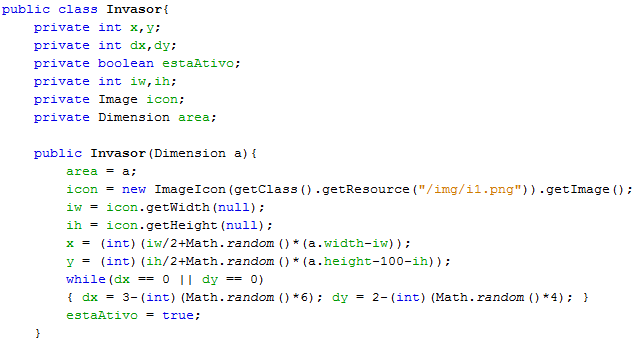 public class Invasor{
    private int x,y;
    private int dx,dy;
    private boolean estaAtivo;
    private int iw,ih;
    private Image icon;
    private Dimension area;

    public Invasor(Dimension a){
        area = a;
        icon = new ImageIcon(getClass().getResource("/img/i1.png")).getImage();
        iw = icon.getWidth(null);
        ih = icon.getHeight(null);
        x = (int)(iw/2+Math.random()*(a.width-iw));
        y = (int)(ih/2+Math.random()*(a.height-100-ih));
        while(dx == 0 || dy == 0)
        { dx = 3-(int)(Math.random()*6); dy = 2-(int)(Math.random()*4); }
        estaAtivo = true;
    }